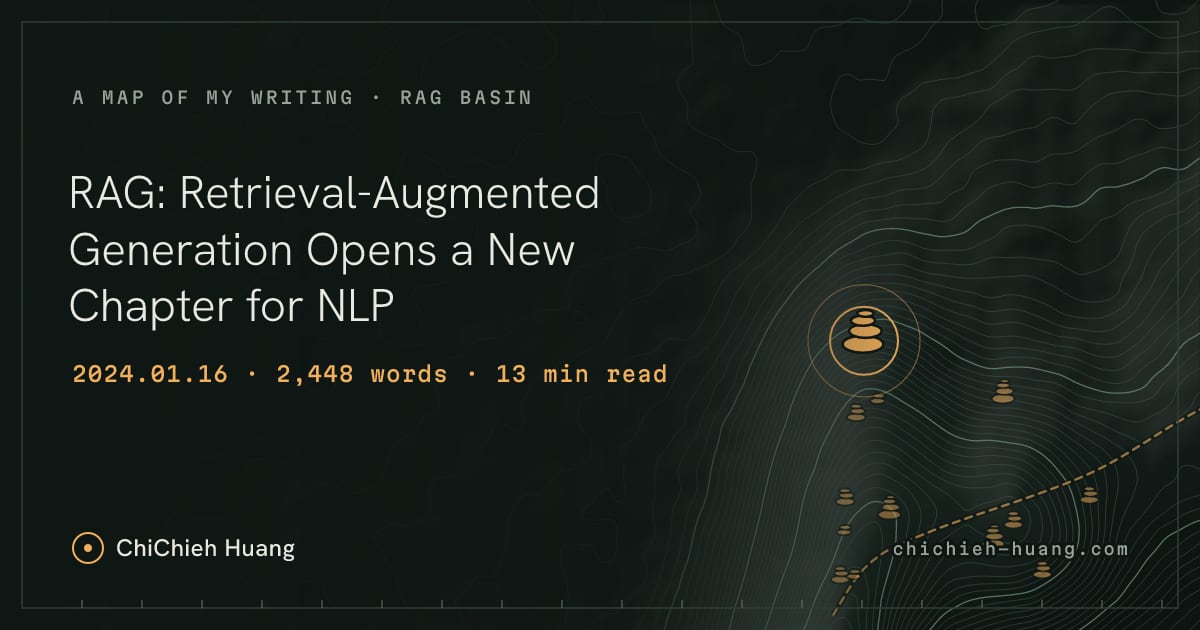 A MAP OF MY WRITING · RAG BASIN
RAG: Retrieval-Augmented
Generation Opens a New
Chapter for NLP
2024.01.16 · 2,448 words · 13 min read
ChiChieh Huang
chichieh-huang.com